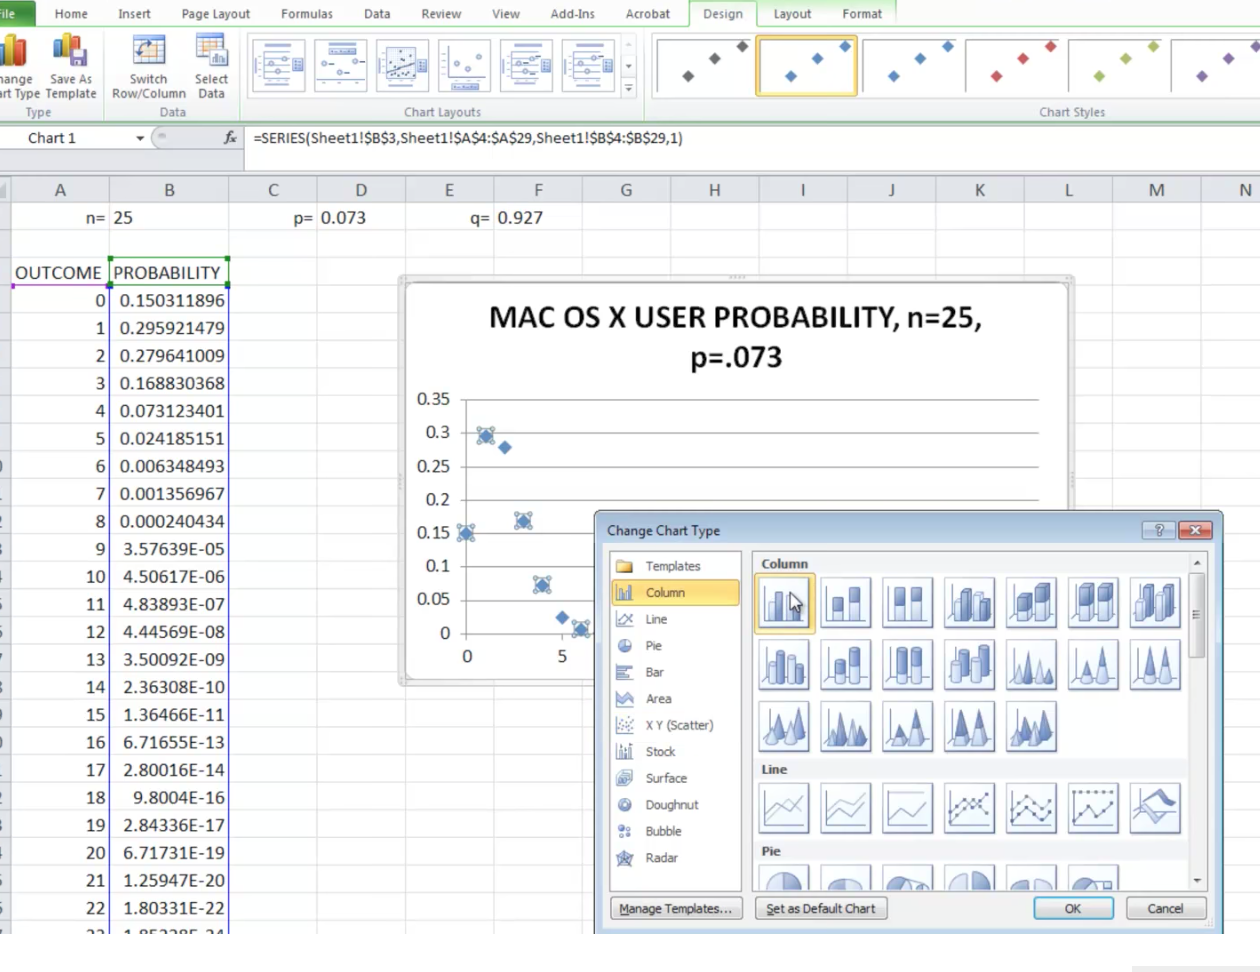 File Home Insert Page Layout Formulas Data Review View Add-Ins Acrobat Design Layout Format
Save As Switch Select
Template Row/Column Data
Type Data Chart Layouts Chart Styles
Chart 1 fx =SERIES(Sheet1!$B$3,Sheet1!$A$4:$A$29,Sheet1!$B$4:$B$29,1)
A B C D E F G H I J K L M N
n= 25 p= 0.073 q= 0.927
OUTCOME PROBABILITY
0 0.150311896
1 0.295921479
2 0.279641009
3 0.168830368
4 0.073123401
5 0.024185151
6 0.006348493
7 0.001356967
8 0.000240434
9 3.57639E-05
10 4.50617E-06
11 4.83893E-07
12 4.44569E-08
13 3.50092E-09
14 2.36308E-10
15 1.36466E-11
16 6.71655E-13
17 2.80016E-14
18 9.8004E-16
19 2.84336E-17
20 6.71731E-19
21 1.25947E-20
22 1.80331E-22
MAC OS X USER PROBABILITY, n=25,
p=.073
0.35
0.3
0.25
0.2
0.15
0.1
0.05
0
0 5
Change Chart Type ?
Templates
Column
Line
Pie
Bar
Area
X Y (Scatter)
Stock
Surface
Doughnut
Bubble
Radar
Column
Line
Pie
Manage Templates... Set as Default Chart OK Cancel